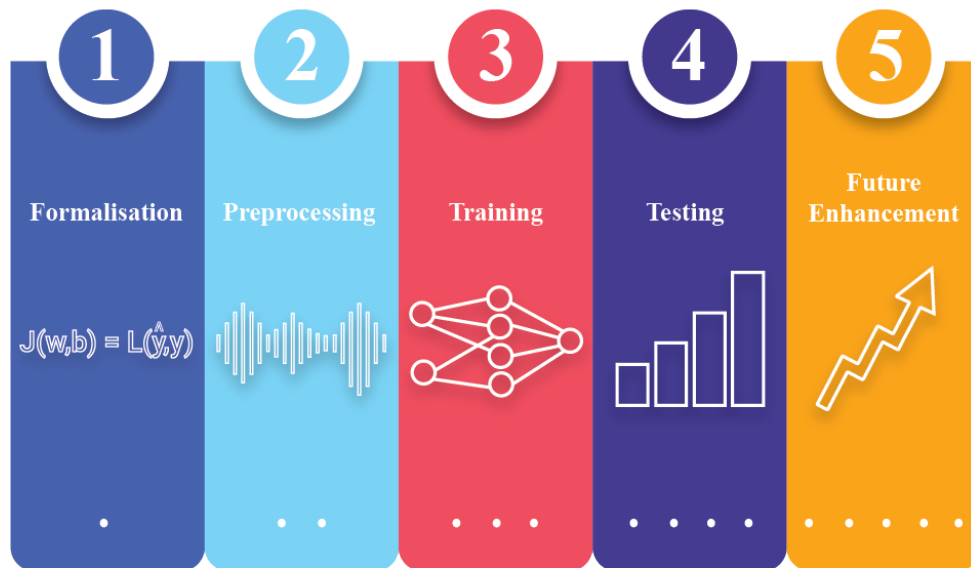 1
2
3
4
5
Formalisation
Preprocessing
Training
Testing
Future
Enhancement
J(w,b) = L(ŷ,y)